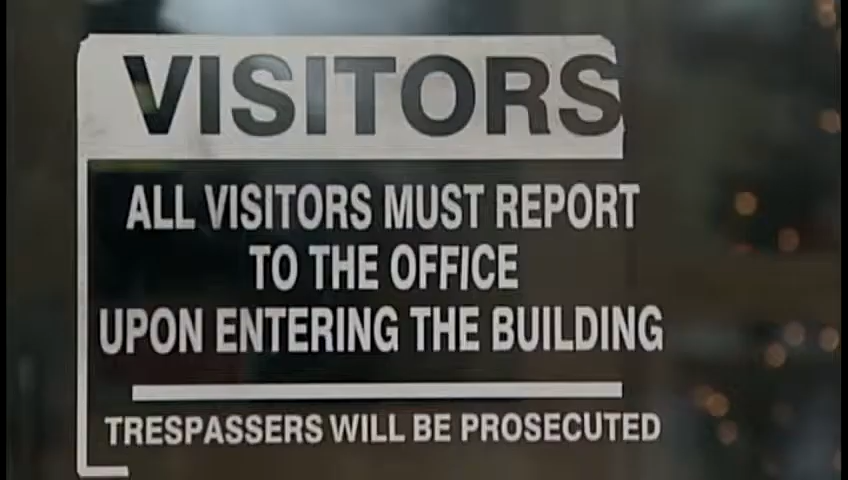 VISITORS
ALL VISITORS MUST REPORT
TO THE OFFICE
UPON ENTERING THE BUILDING
TRESPASSERS WILL BE PROSECUTED